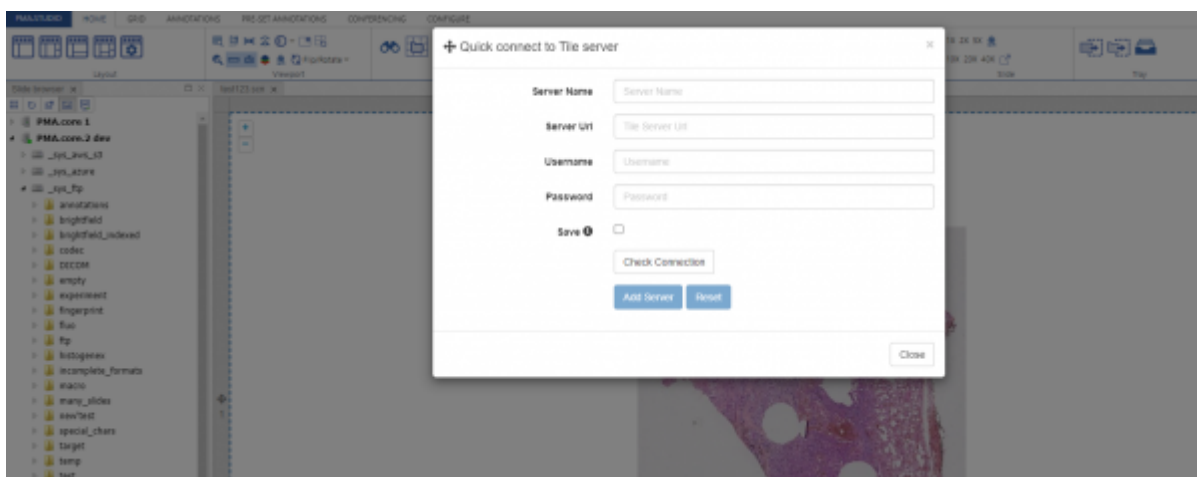 PMA.STUDIO HOME GRID ANNOTATIONS PRE-SET ANNOTATIONS CONFERENCING CONFIGURE
Layout
Viewport
Slide
Tray
Slide browser
test123.scn
Quick connect to Tile server
Server Name
Server Name
Server Url
Tile Server Url
Username
Username
Password
Password
Save
Check Connection
Add Server Reset
Close
PMA.core 1
PMA.core.2 dev
_sys_aws_s3
_sys_azure
_sys_ftp
annotations
brightfield
brightfield_indexed
codec
DICOM
empty
experiment
fingerprint
fluo
ftp
histogenex
incomplete_formats
macro
many_slides
new'test
special_chars
target
temp
test